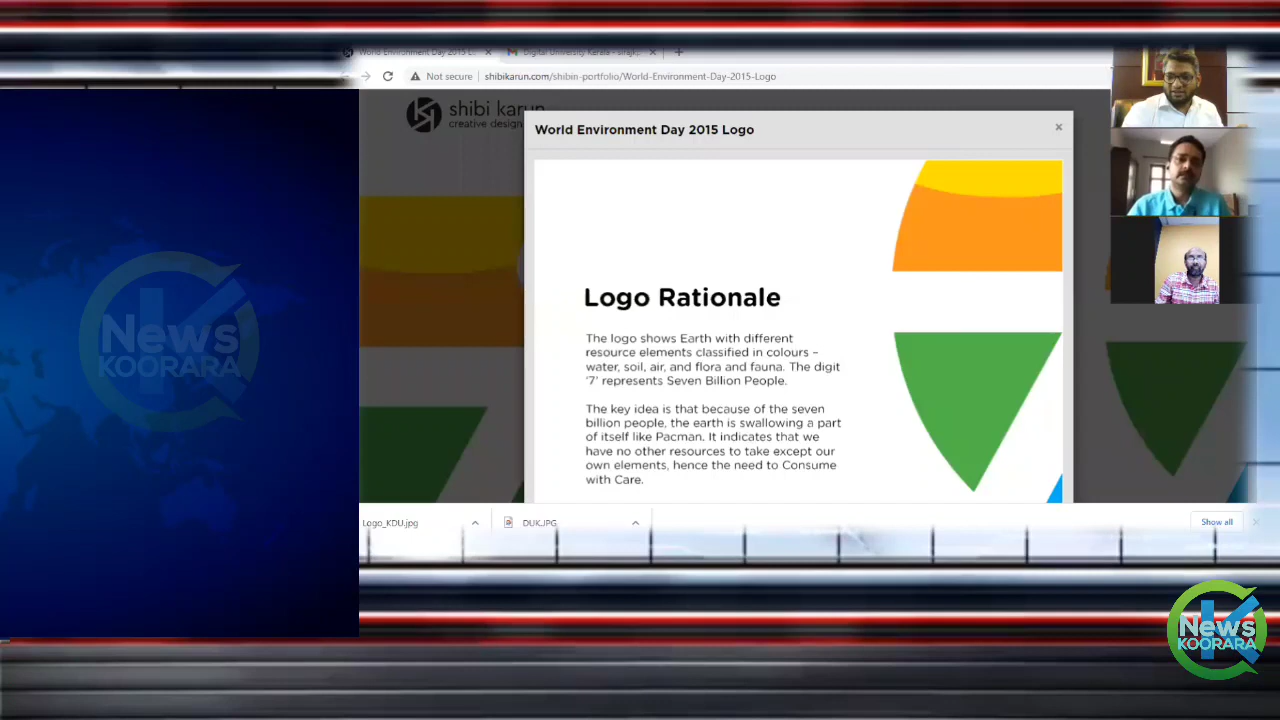 World Environment Day 2015 L
Digital University Kerala - sirajk
Not secure
shibikarun.com/shibin-portfolio/World-Environment-Day-2015-Logo
shibi karun
creative design
World Environment Day 2015 Logo
Logo Rationale
The logo shows Earth with different
resource elements classified in colours –
water, soil, air, and flora and fauna. The digit
‘7’ represents Seven Billion People.
The key idea is that because of the seven
billion people, the earth is swallowing a part
of itself like Pacman. It indicates that we
have no other resources to take except our
own elements, hence the need to Consume
with Care.
Logo_KDU.jpg
DUK.JPG
Show all
News
KOORARA
News
KOORARA